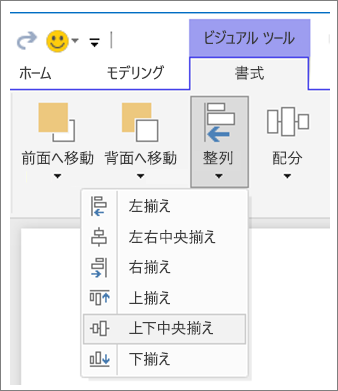 ビジュアル ツール
ホーム
モデリング
書式
前面へ移動
背面へ移動
整列
配分
左揃え
左右中央揃え
右揃え
上揃え
上下中央揃え
下揃え